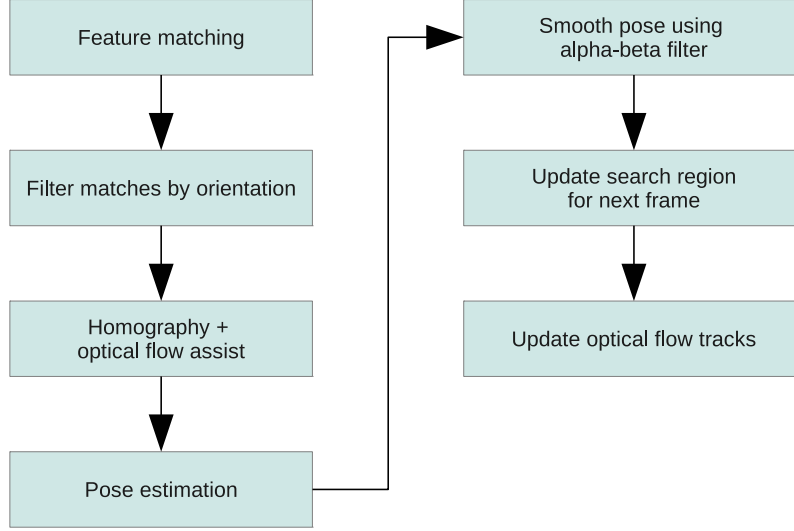 Feature matching
Filter matches by orientation
Homography +
optical flow assist
Pose estimation
Smooth pose using
alpha-beta filter
Update search region
for next frame
Update optical flow tracks